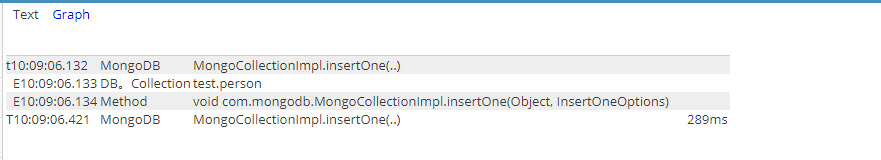 Text Graph
t10:09:06.132 MongoDB MongoCollectionImpl.insertOne(..)
E10:09:06.133 DB。Collection test.person
E10:09:06.134 Method void com.mongodb.MongoCollectionImpl.insertOne(Object, InsertOneOptions)
T10:09:06.421 MongoDB MongoCollectionImpl.insertOne(..) 289ms